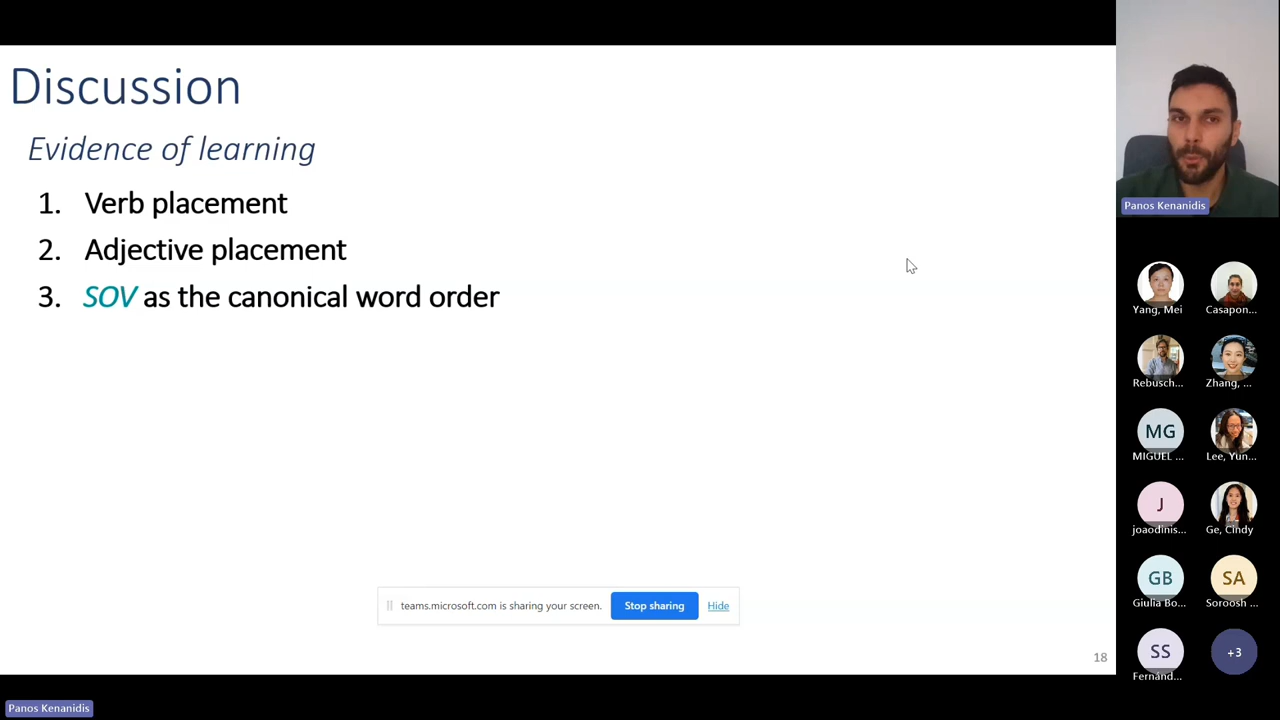 Discussion
Evidence of learning
1. Verb placement
2. Adjective placement
3. SOV as the canonical word order
teams.microsoft.com is sharing your screen. Stop sharing Hide
18
Panos Kenanidis
Panos Kenanidis
Yang, Mei
Casapon...
Rebusch...
Zhang, ...
MG
MIGUEL ...
Lee, Yun...
J
joaodinis...
Ge, Cindy
GB
Giulia Bo...
SA
Soroosh ...
SS
Fernánd...
+3